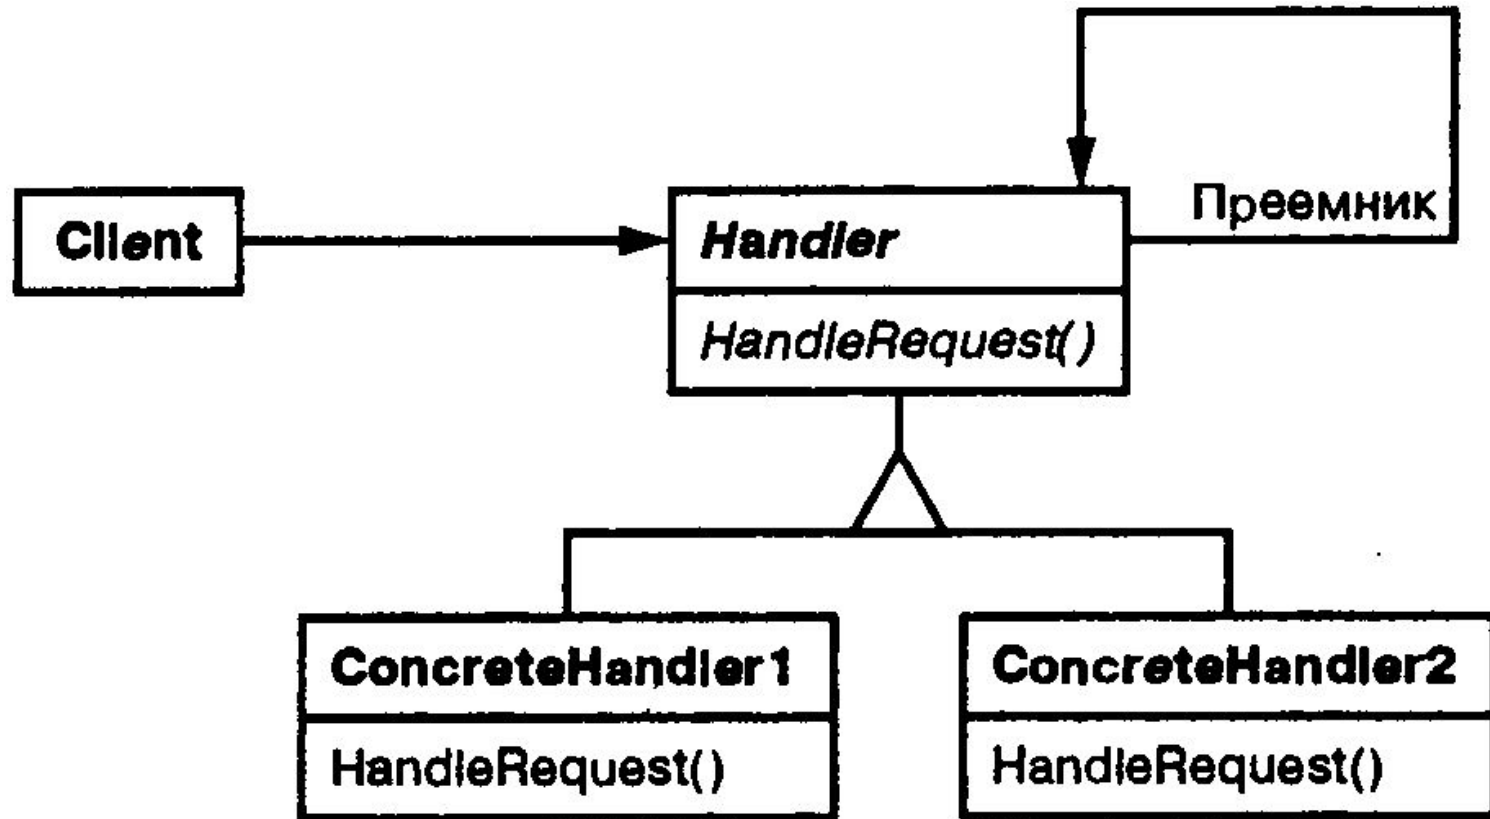 Client
Handler
Преемник
HandleRequest()
ConcreteHandler1
ConcreteHandler2
HandleRequest()
HandleRequest()